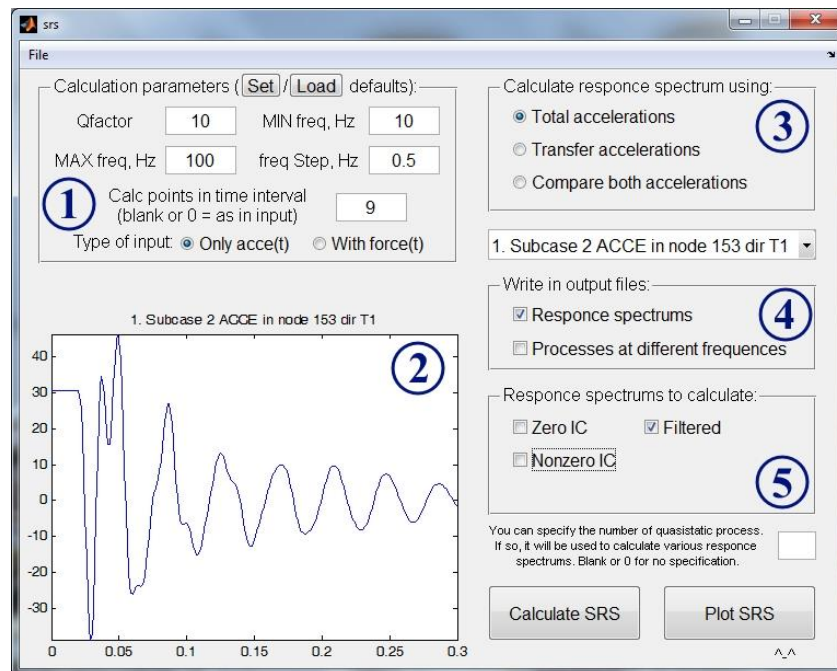 srs
File
Calculation parameters ( Set / Load defaults):
Qfactor 10 MIN freq, Hz 10
MAX freq, Hz 100 freq Step, Hz 0.5
1
Calc points in time interval
(blank or 0 = as in input) 9
Type of input: Only acce(t) With force(t)
Calculate responce spectrum using:
Total accelerations
Transfer accelerations
Compare both accelerations
3
1. Subcase 2 ACCE in node 153 dir T1
Write in output files:
Responce spectrums
Processes at different frequences
4
Responce spectrums to calculate:
Zero IC Filtered
Nonzero IC
5
You can specify the number of quasistatic process.
If so, it will be used to calculate various responce
spectrums. Blank or 0 for no specification.
Calculate SRS Plot SRS
^_^
1. Subcase 2 ACCE in node 153 dir T1
2
40
30
20
10
0
-10
-20
-30
0 0.05 0.1 0.15 0.2 0.25 0.3